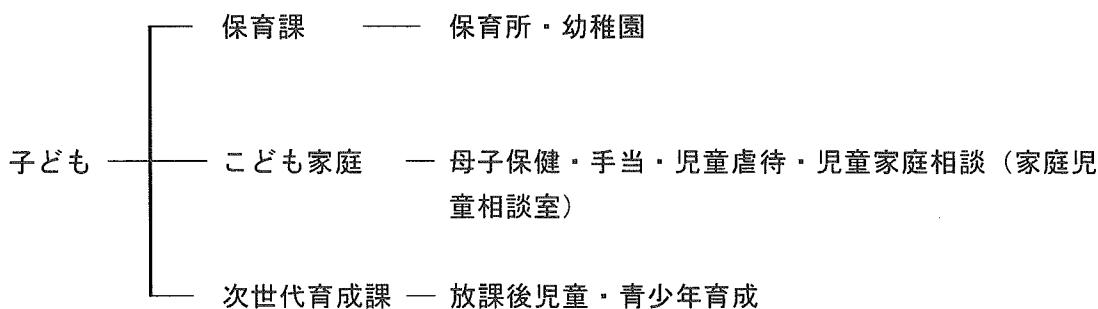 保育課 保育所・幼稚園
子ども こども家庭 母子保健・手当・児童虐待・児童家庭相談（家庭児
童相談室）
次世代育成課 放課後児童・青少年育成